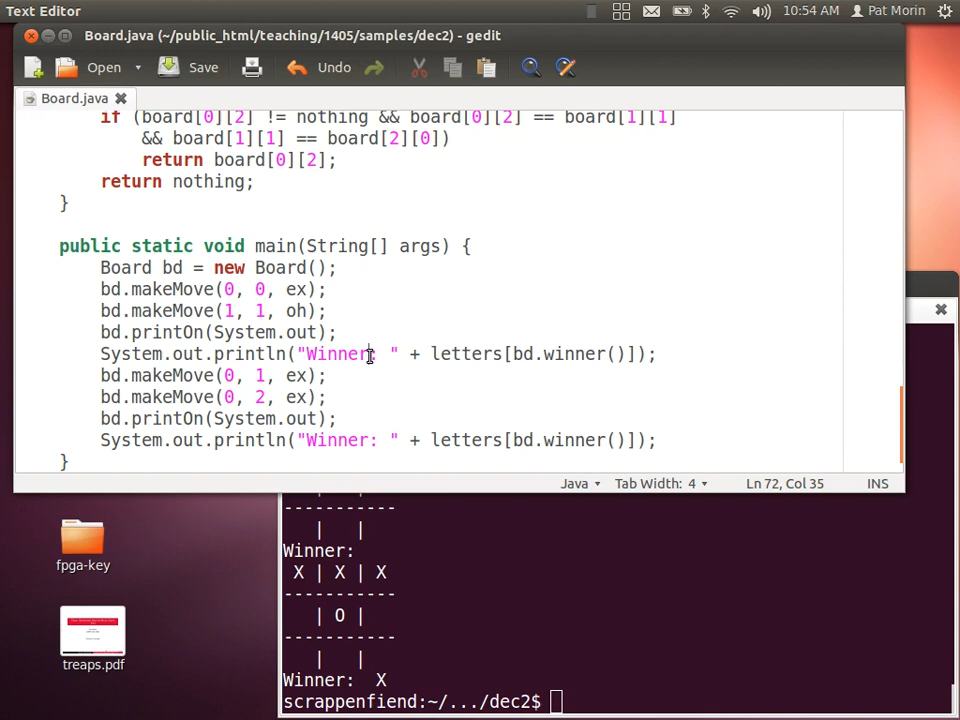 Text Editor 10:54 AM Pat Morin
Board.java (~/public_html/teaching/1405/samples/dec2) - gedit
Open Save Undo
Board.java
if (board[0][2] != nothing && board[0][2] == board[1][1]
&& board[1][1] == board[2][0])
return board[0][2];
return nothing;
}
public static void main(String[] args) {
Board bd = new Board();
bd.makeMove(0, 0, ex);
bd.makeMove(1, 1, oh);
bd.printOn(System.out);
System.out.println("Winner: " + letters[bd.winner()]);
bd.makeMove(0, 1, ex);
bd.makeMove(0, 2, ex);
bd.printOn(System.out);
System.out.println("Winner: " + letters[bd.winner()]);
}
Java Tab Width: 4 Ln 72, Col 35 INS
-----------
| |
Winner:
X | X | X
-----------
| O |
-----------
| |
Winner: X
scrappenfiend:~/.../dec2$
fpga-key
treaps.pdf